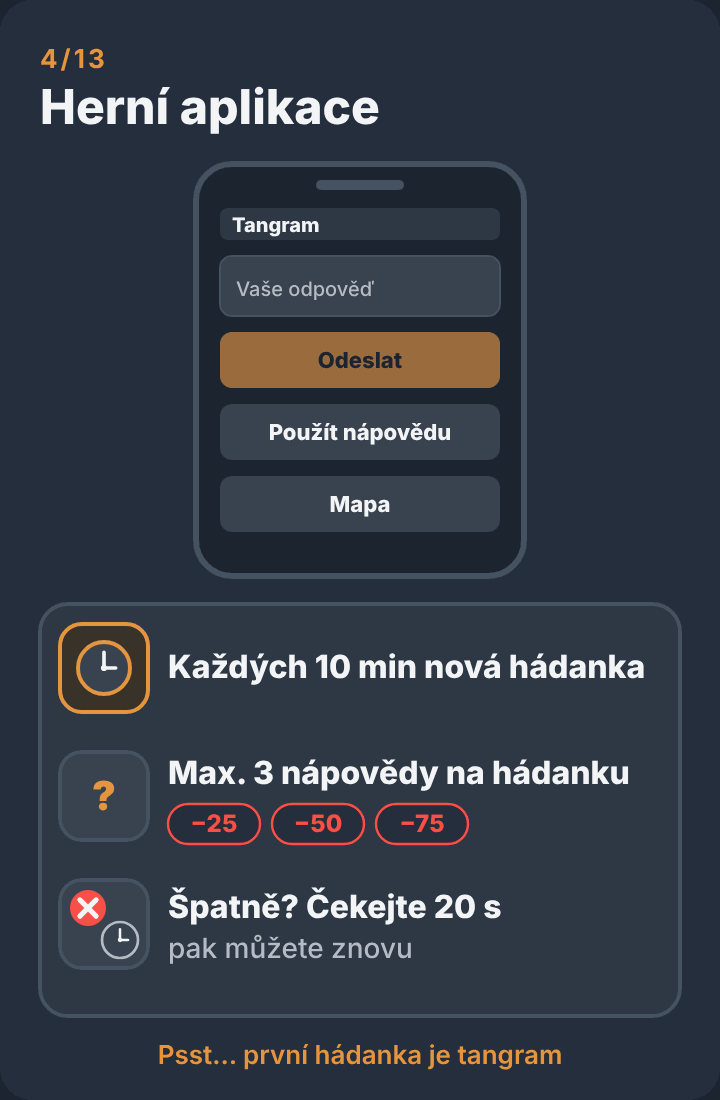 4/13
Herní aplikace
Tangram
Vaše odpověď
Odeslat
Použít nápovědu
Mapa
Každých 10 min nová hádanka
?
Max. 3 nápovědy na hádanku
−25 −50 −75
Špatně? Čekejte 20 s
pak můžete znovu
Psst… první hádanka je tangram